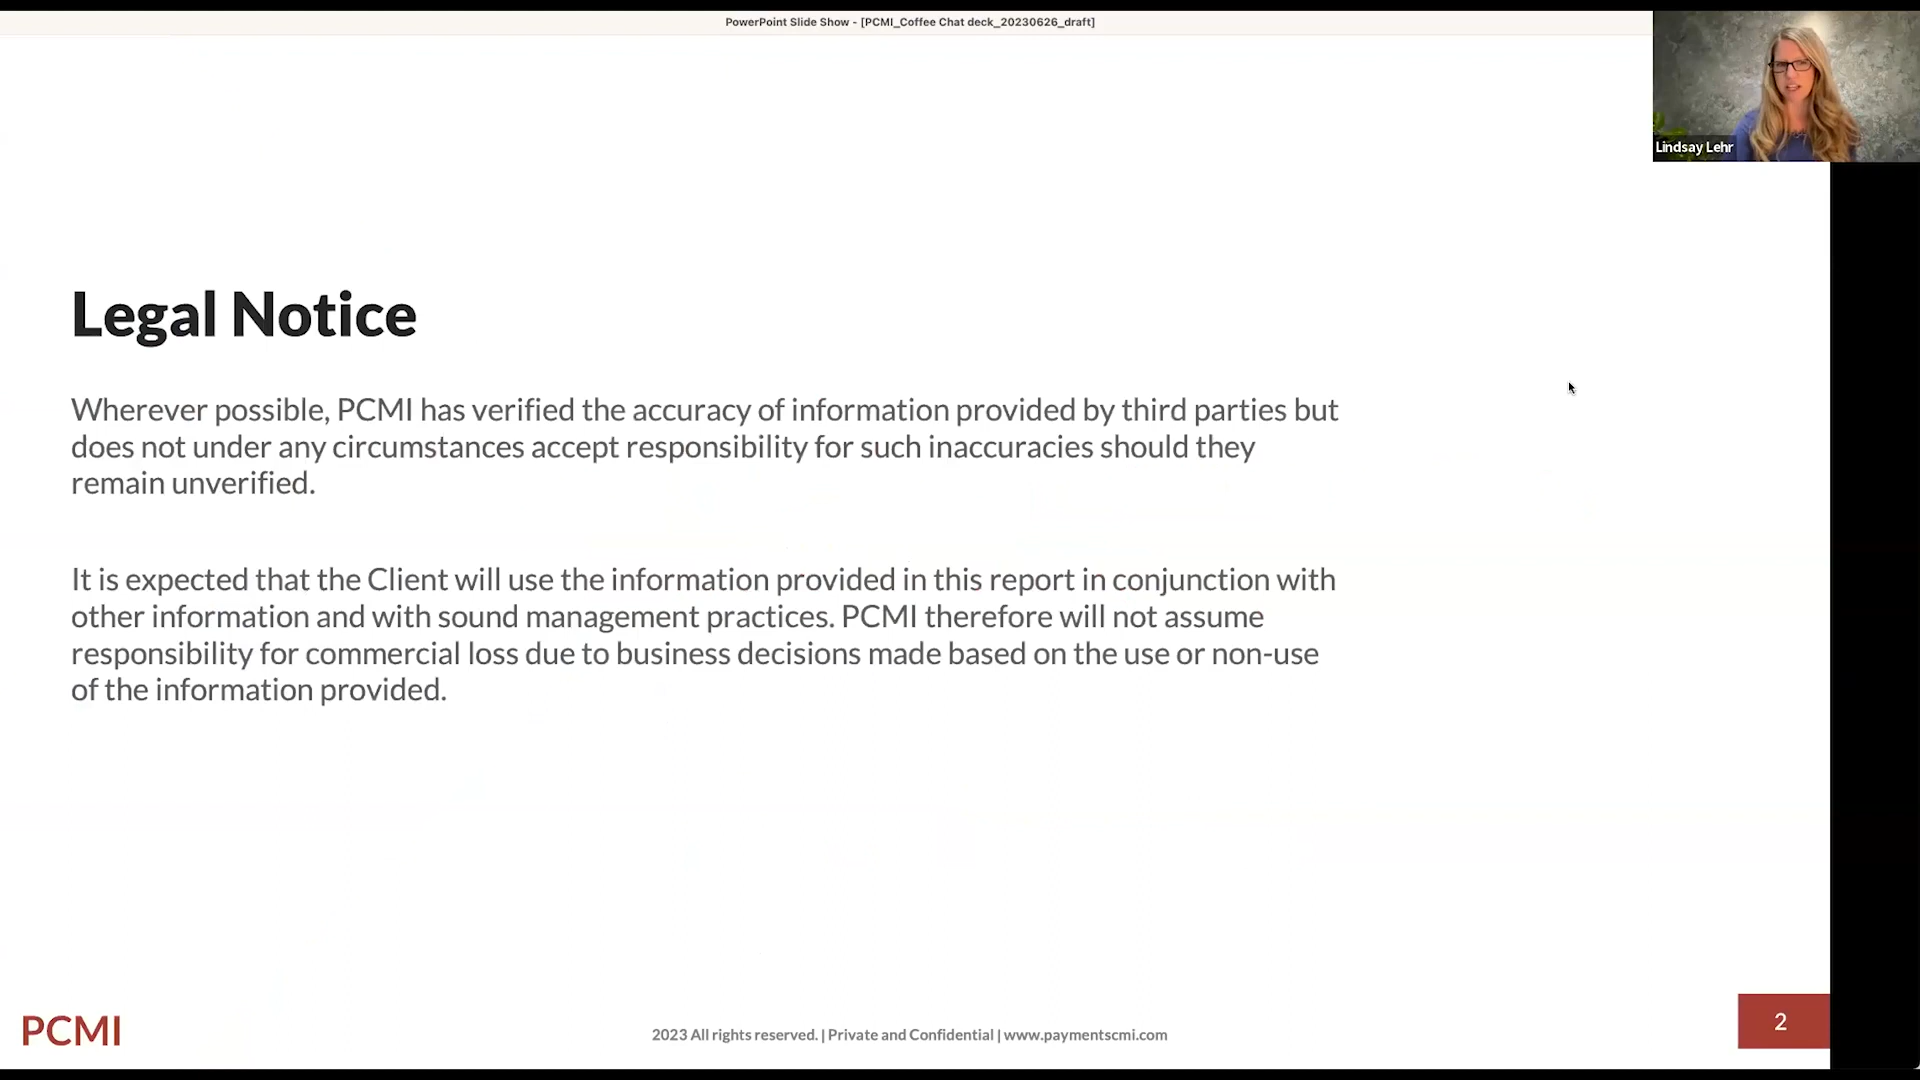 PowerPoint Slide Show - [PCMI_Coffee Chat deck_20230626_draft]
Lindsay Lehr
Legal Notice
Wherever possible, PCMI has verified the accuracy of information provided by third parties but
does not under any circumstances accept responsibility for such inaccuracies should they
remain unverified.
It is expected that the Client will use the information provided in this report in conjunction with
other information and with sound management practices. PCMI therefore will not assume
responsibility for commercial loss due to business decisions made based on the use or non-use
of the information provided.
PCMI
2023 All rights reserved. | Private and Confidential | www.paymentscmi.com
2